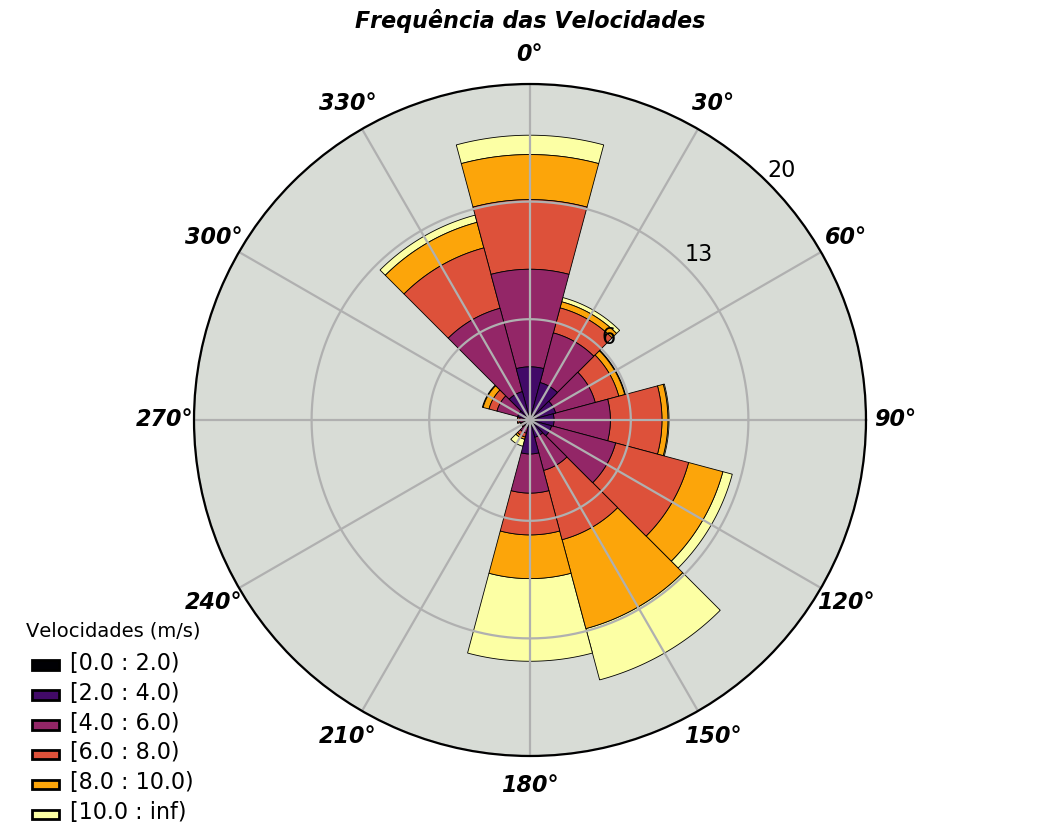 Frequência das Velocidades
0°
330°
30°
20
300°
60°
13
6
270°
90°
240°
120°
210°
150°
180°
Velocidades (m/s)
[0.0 : 2.0)
[2.0 : 4.0)
[4.0 : 6.0)
[6.0 : 8.0)
[8.0 : 10.0)
[10.0 : inf)